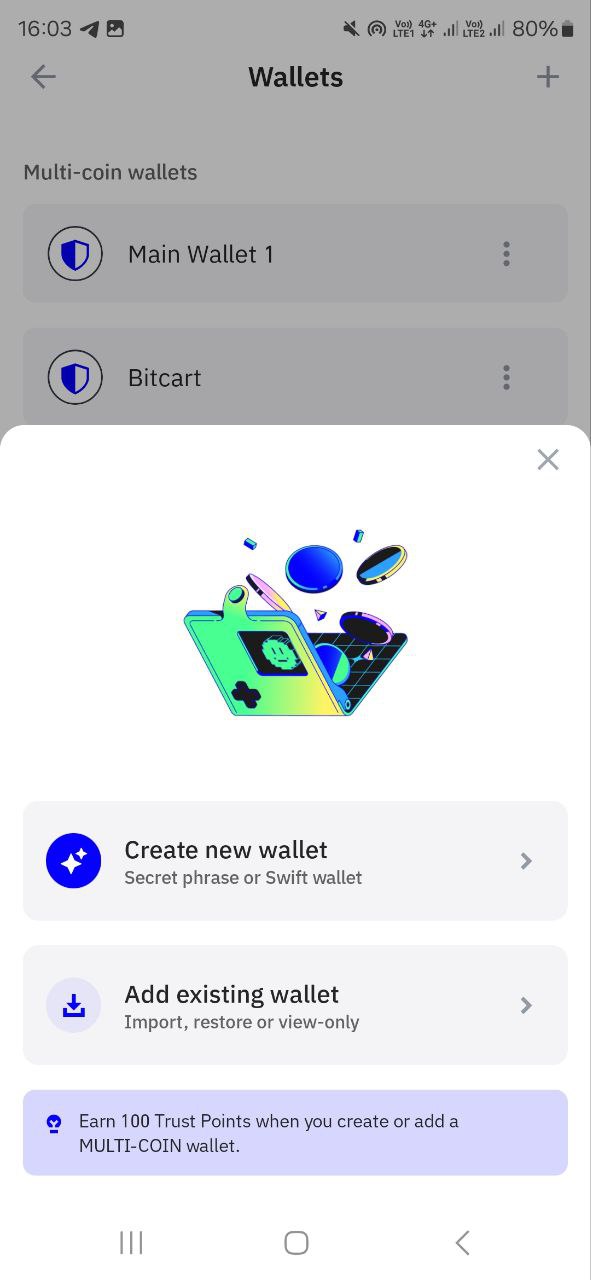 16:03
Vo) LTE1 4G+ Vo) LTE2 80%
Wallets
Multi-coin wallets
Main Wallet 1
Bitcart
Create new wallet
Secret phrase or Swift wallet
Add existing wallet
Import, restore or view-only
Earn 100 Trust Points when you create or add a
MULTI-COIN wallet.